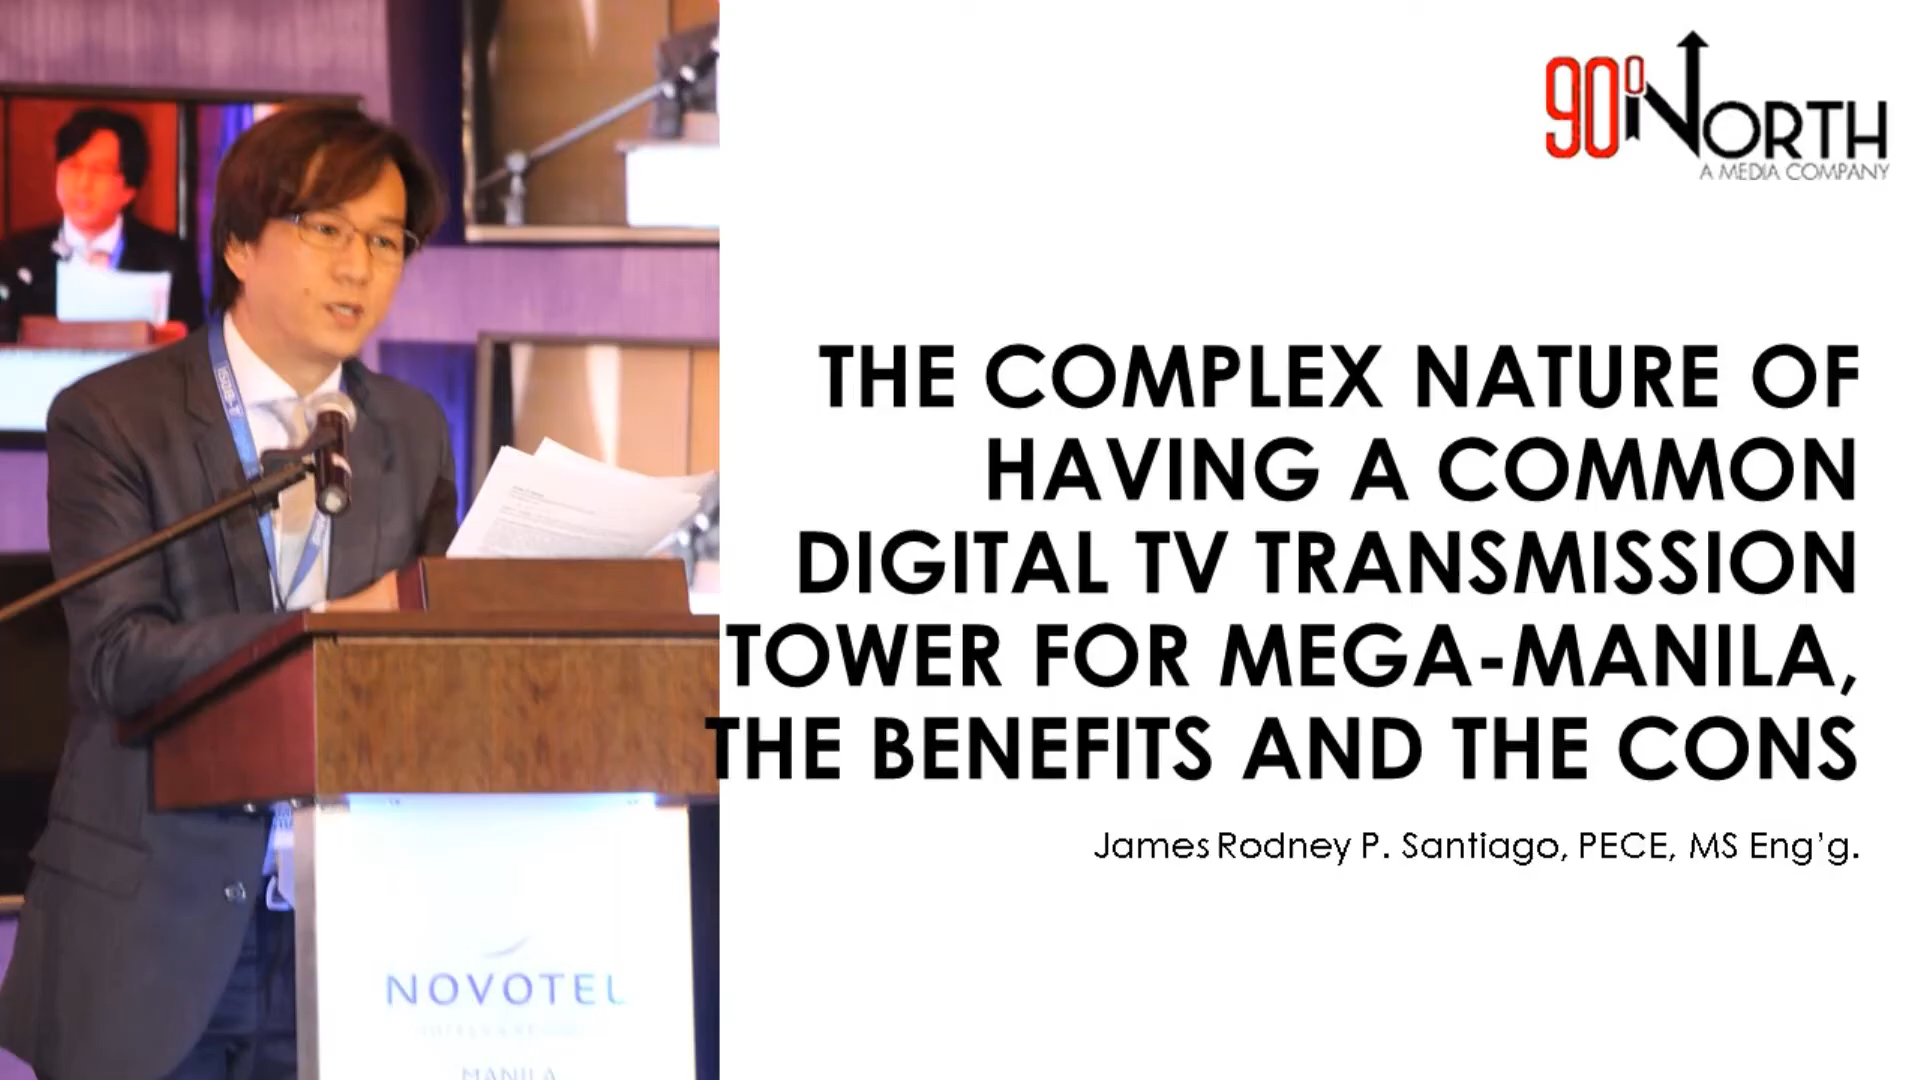 90° NORTH
A MEDIA COMPANY
THE COMPLEX NATURE OF
HAVING A COMMON
DIGITAL TV TRANSMISSION
TOWER FOR MEGA-MANILA,
THE BENEFITS AND THE CONS
James Rodney P. Santiago, PECE, MS Eng’g.
ISDB-T
NOVOTEL
MANILA